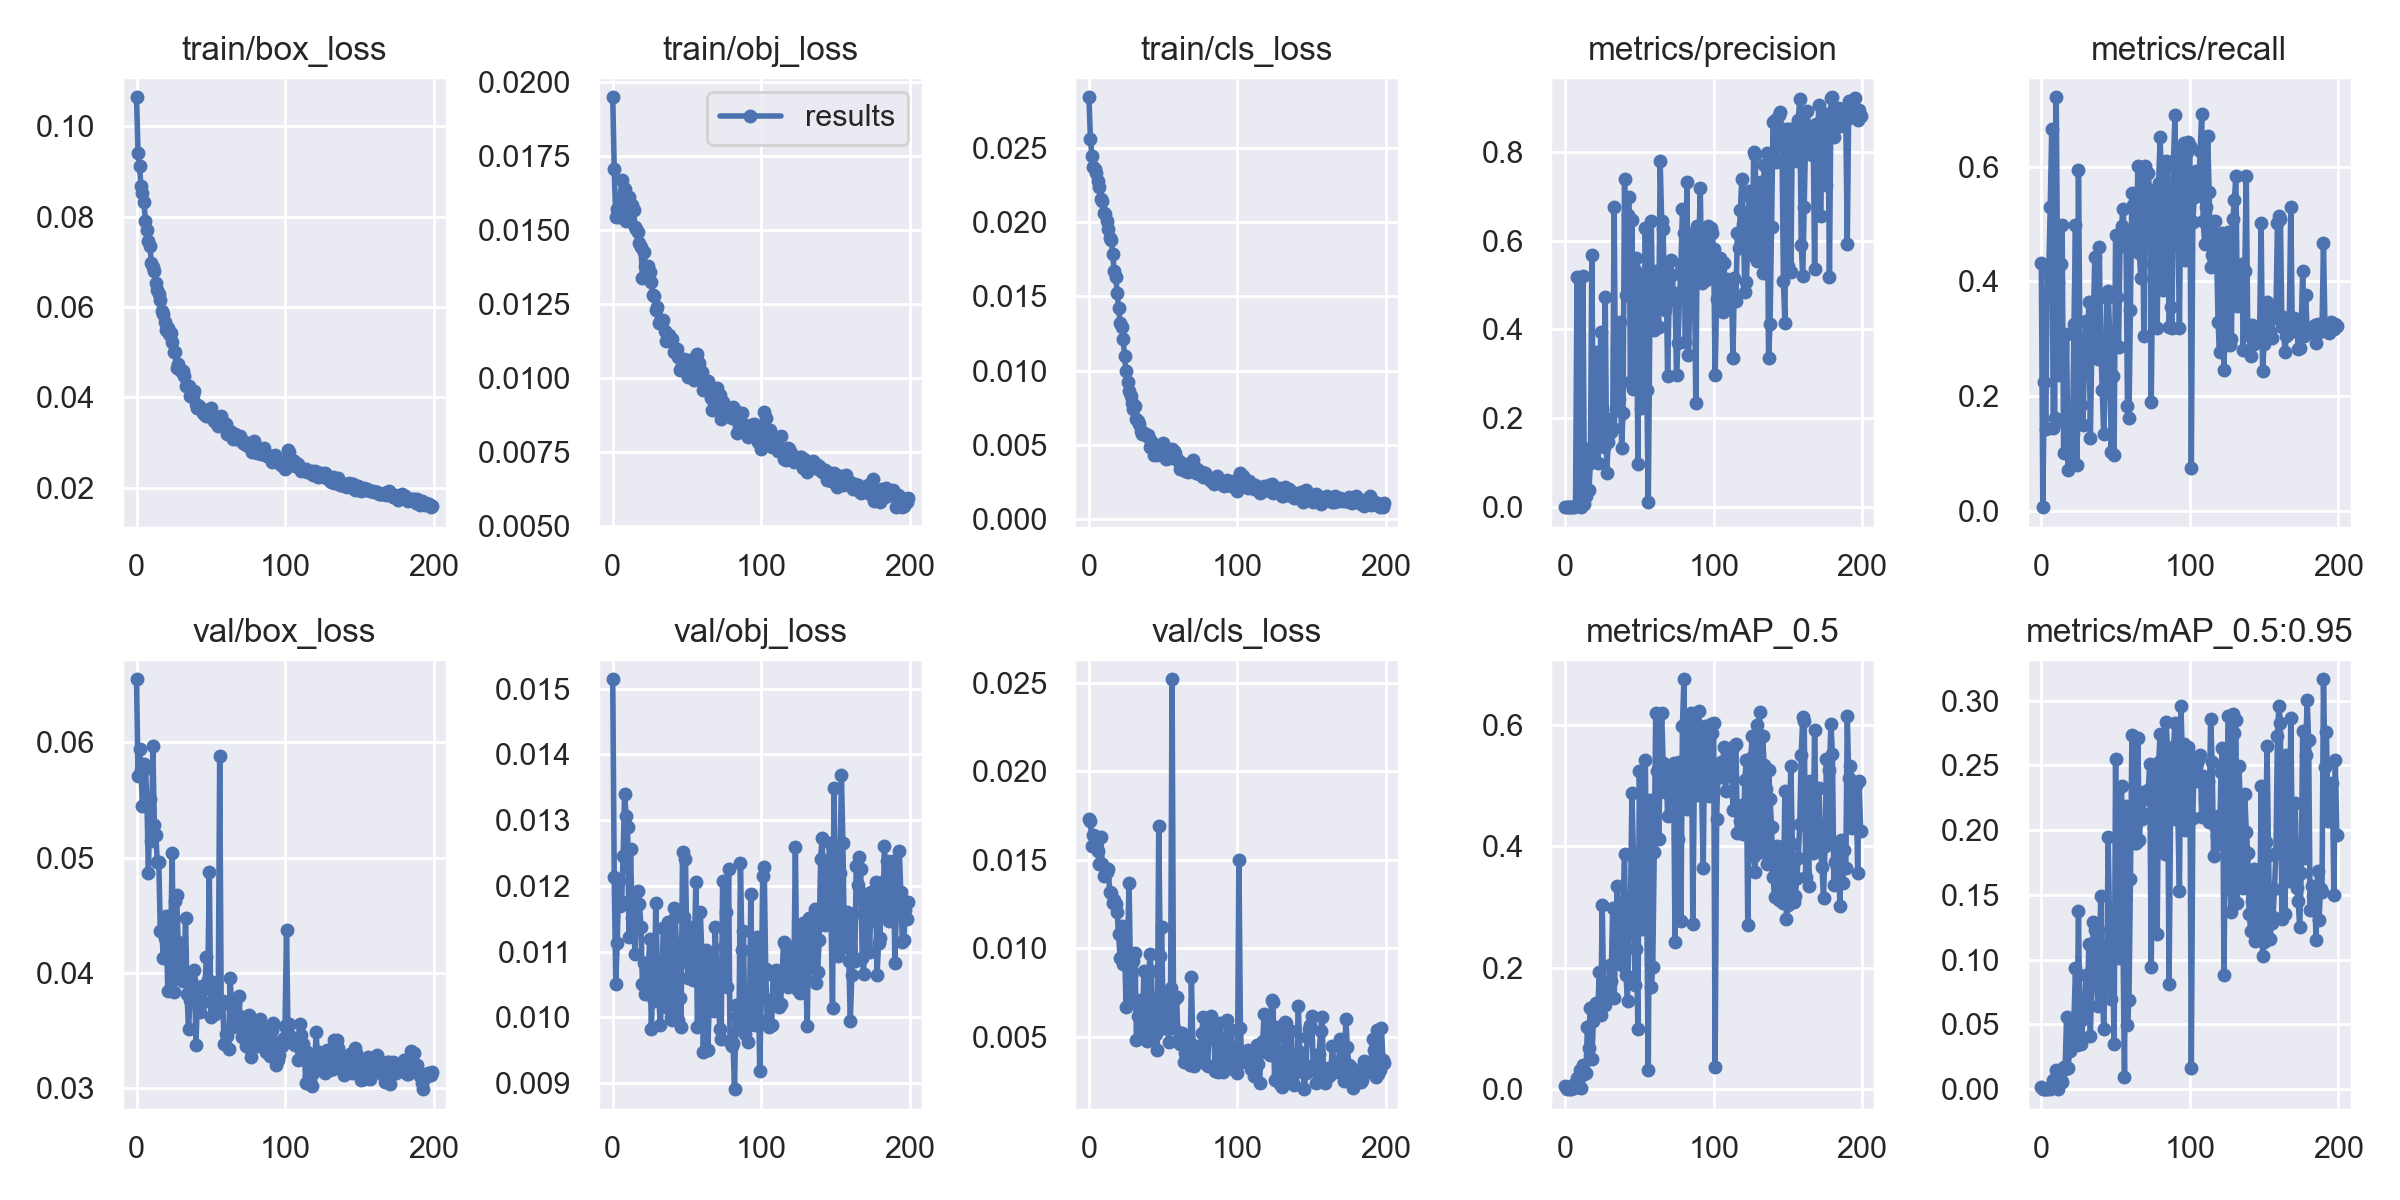 train/box_loss
train/obj_loss
train/cls_loss
metrics/precision
metrics/recall
0.10
0.08
0.06
0.04
0.02
0 100 200
0.0200
0.0175
0.0150
0.0125
0.0100
0.0075
0.0050
results
0 100 200
0.025
0.020
0.015
0.010
0.005
0.000
0 100 200
0.8
0.6
0.4
0.2
0.0
0 100 200
0.6
0.4
0.2
0.0
0 100 200
val/box_loss
val/obj_loss
val/cls_loss
metrics/mAP_0.5
metrics/mAP_0.5:0.95
0.06
0.05
0.04
0.03
0 100 200
0.015
0.014
0.013
0.012
0.011
0.010
0.009
0 100 200
0.025
0.020
0.015
0.010
0.005
0 100 200
0.6
0.4
0.2
0.0
0 100 200
0.30
0.25
0.20
0.15
0.10
0.05
0.00
0 100 200